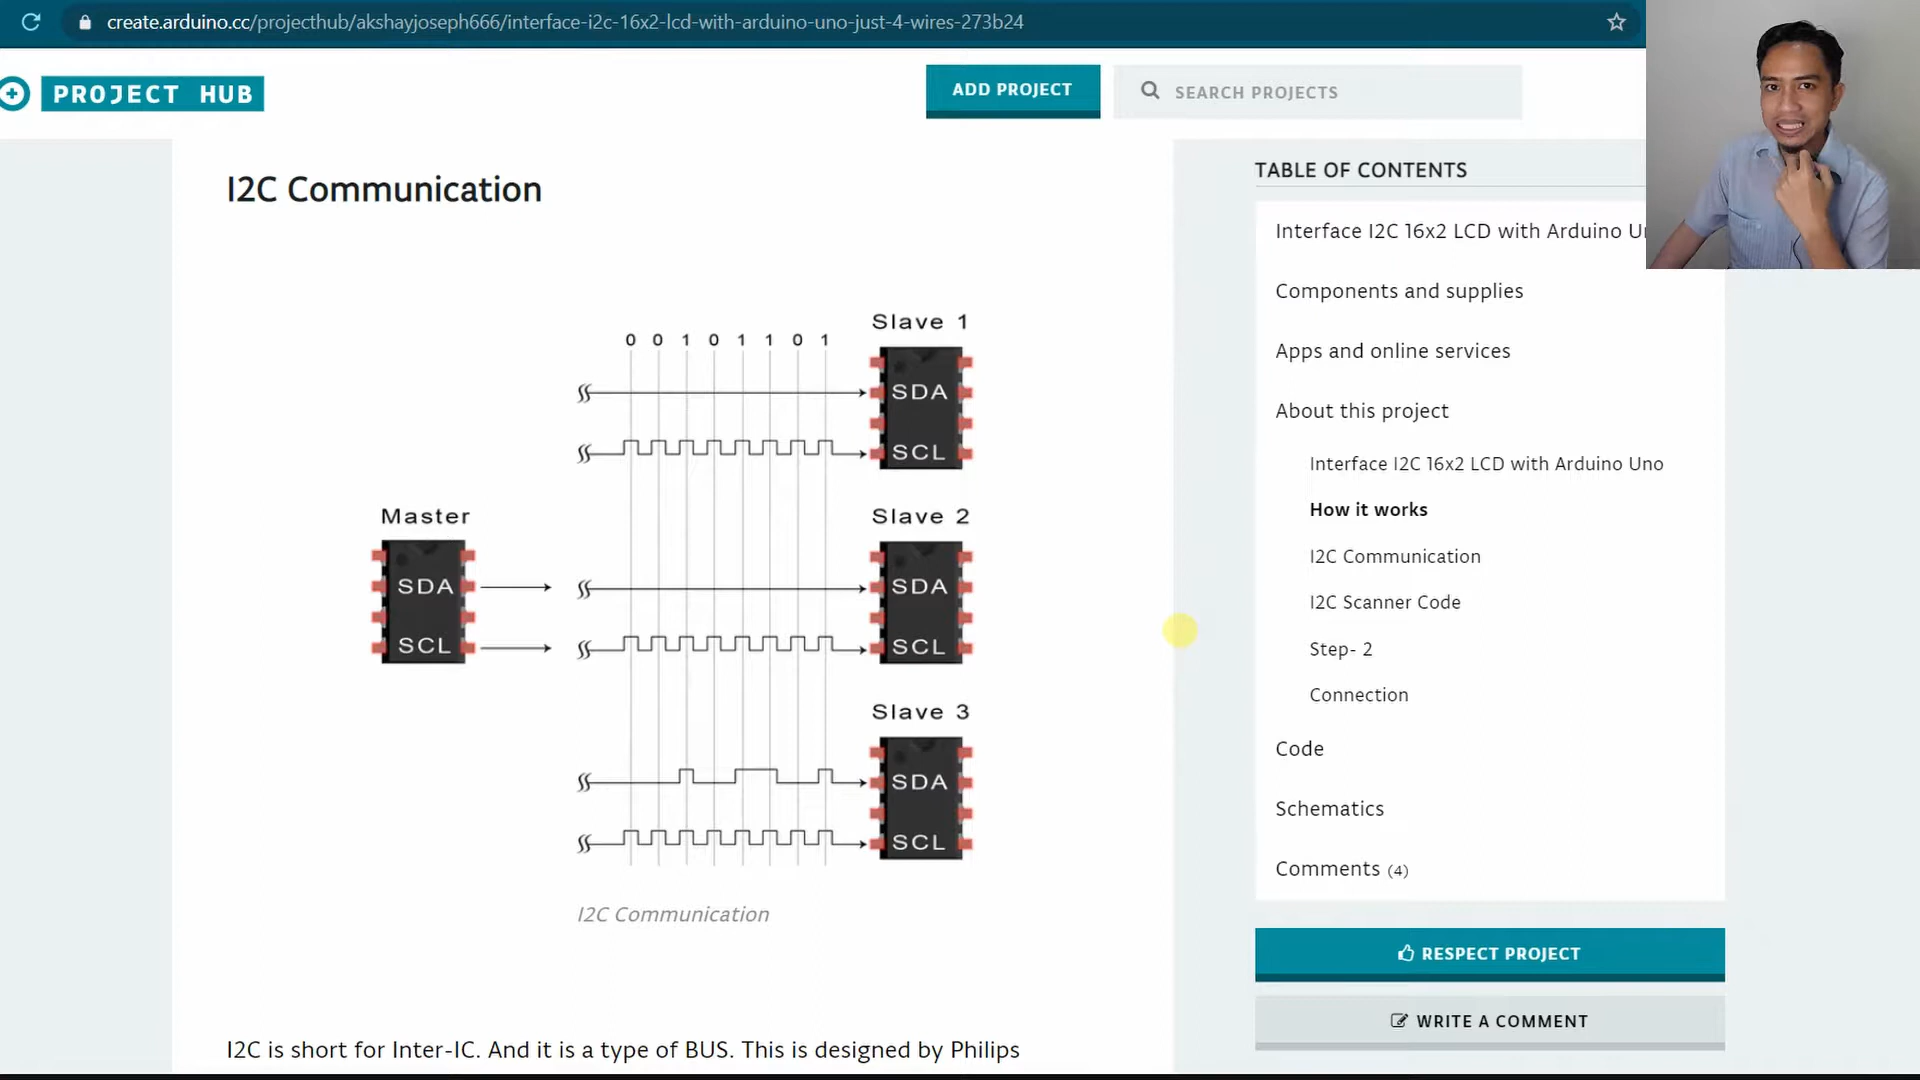 create.arduino.cc/projecthub/akshayjoseph666/interface-i2c-16x2-lcd-with-arduino-uno-just-4-wires-273b24
PROJECT HUB
ADD PROJECT
SEARCH PROJECTS
I2C Communication
0 0 1 0 1 1 0 1
Slave 1
SDA
SCL
Master
SDA
SCL
Slave 2
SDA
SCL
Slave 3
SDA
SCL
I2C Communication
I2C is short for Inter-IC. And it is a type of BUS. This is designed by Philips
TABLE OF CONTENTS
Interface I2C 16x2 LCD with Arduino
Components and supplies
Apps and online services
About this project
Interface I2C 16x2 LCD with Arduino Uno
How it works
I2C Communication
I2C Scanner Code
Step- 2
Connection
Code
Schematics
Comments (4)
RESPECT PROJECT
WRITE A COMMENT